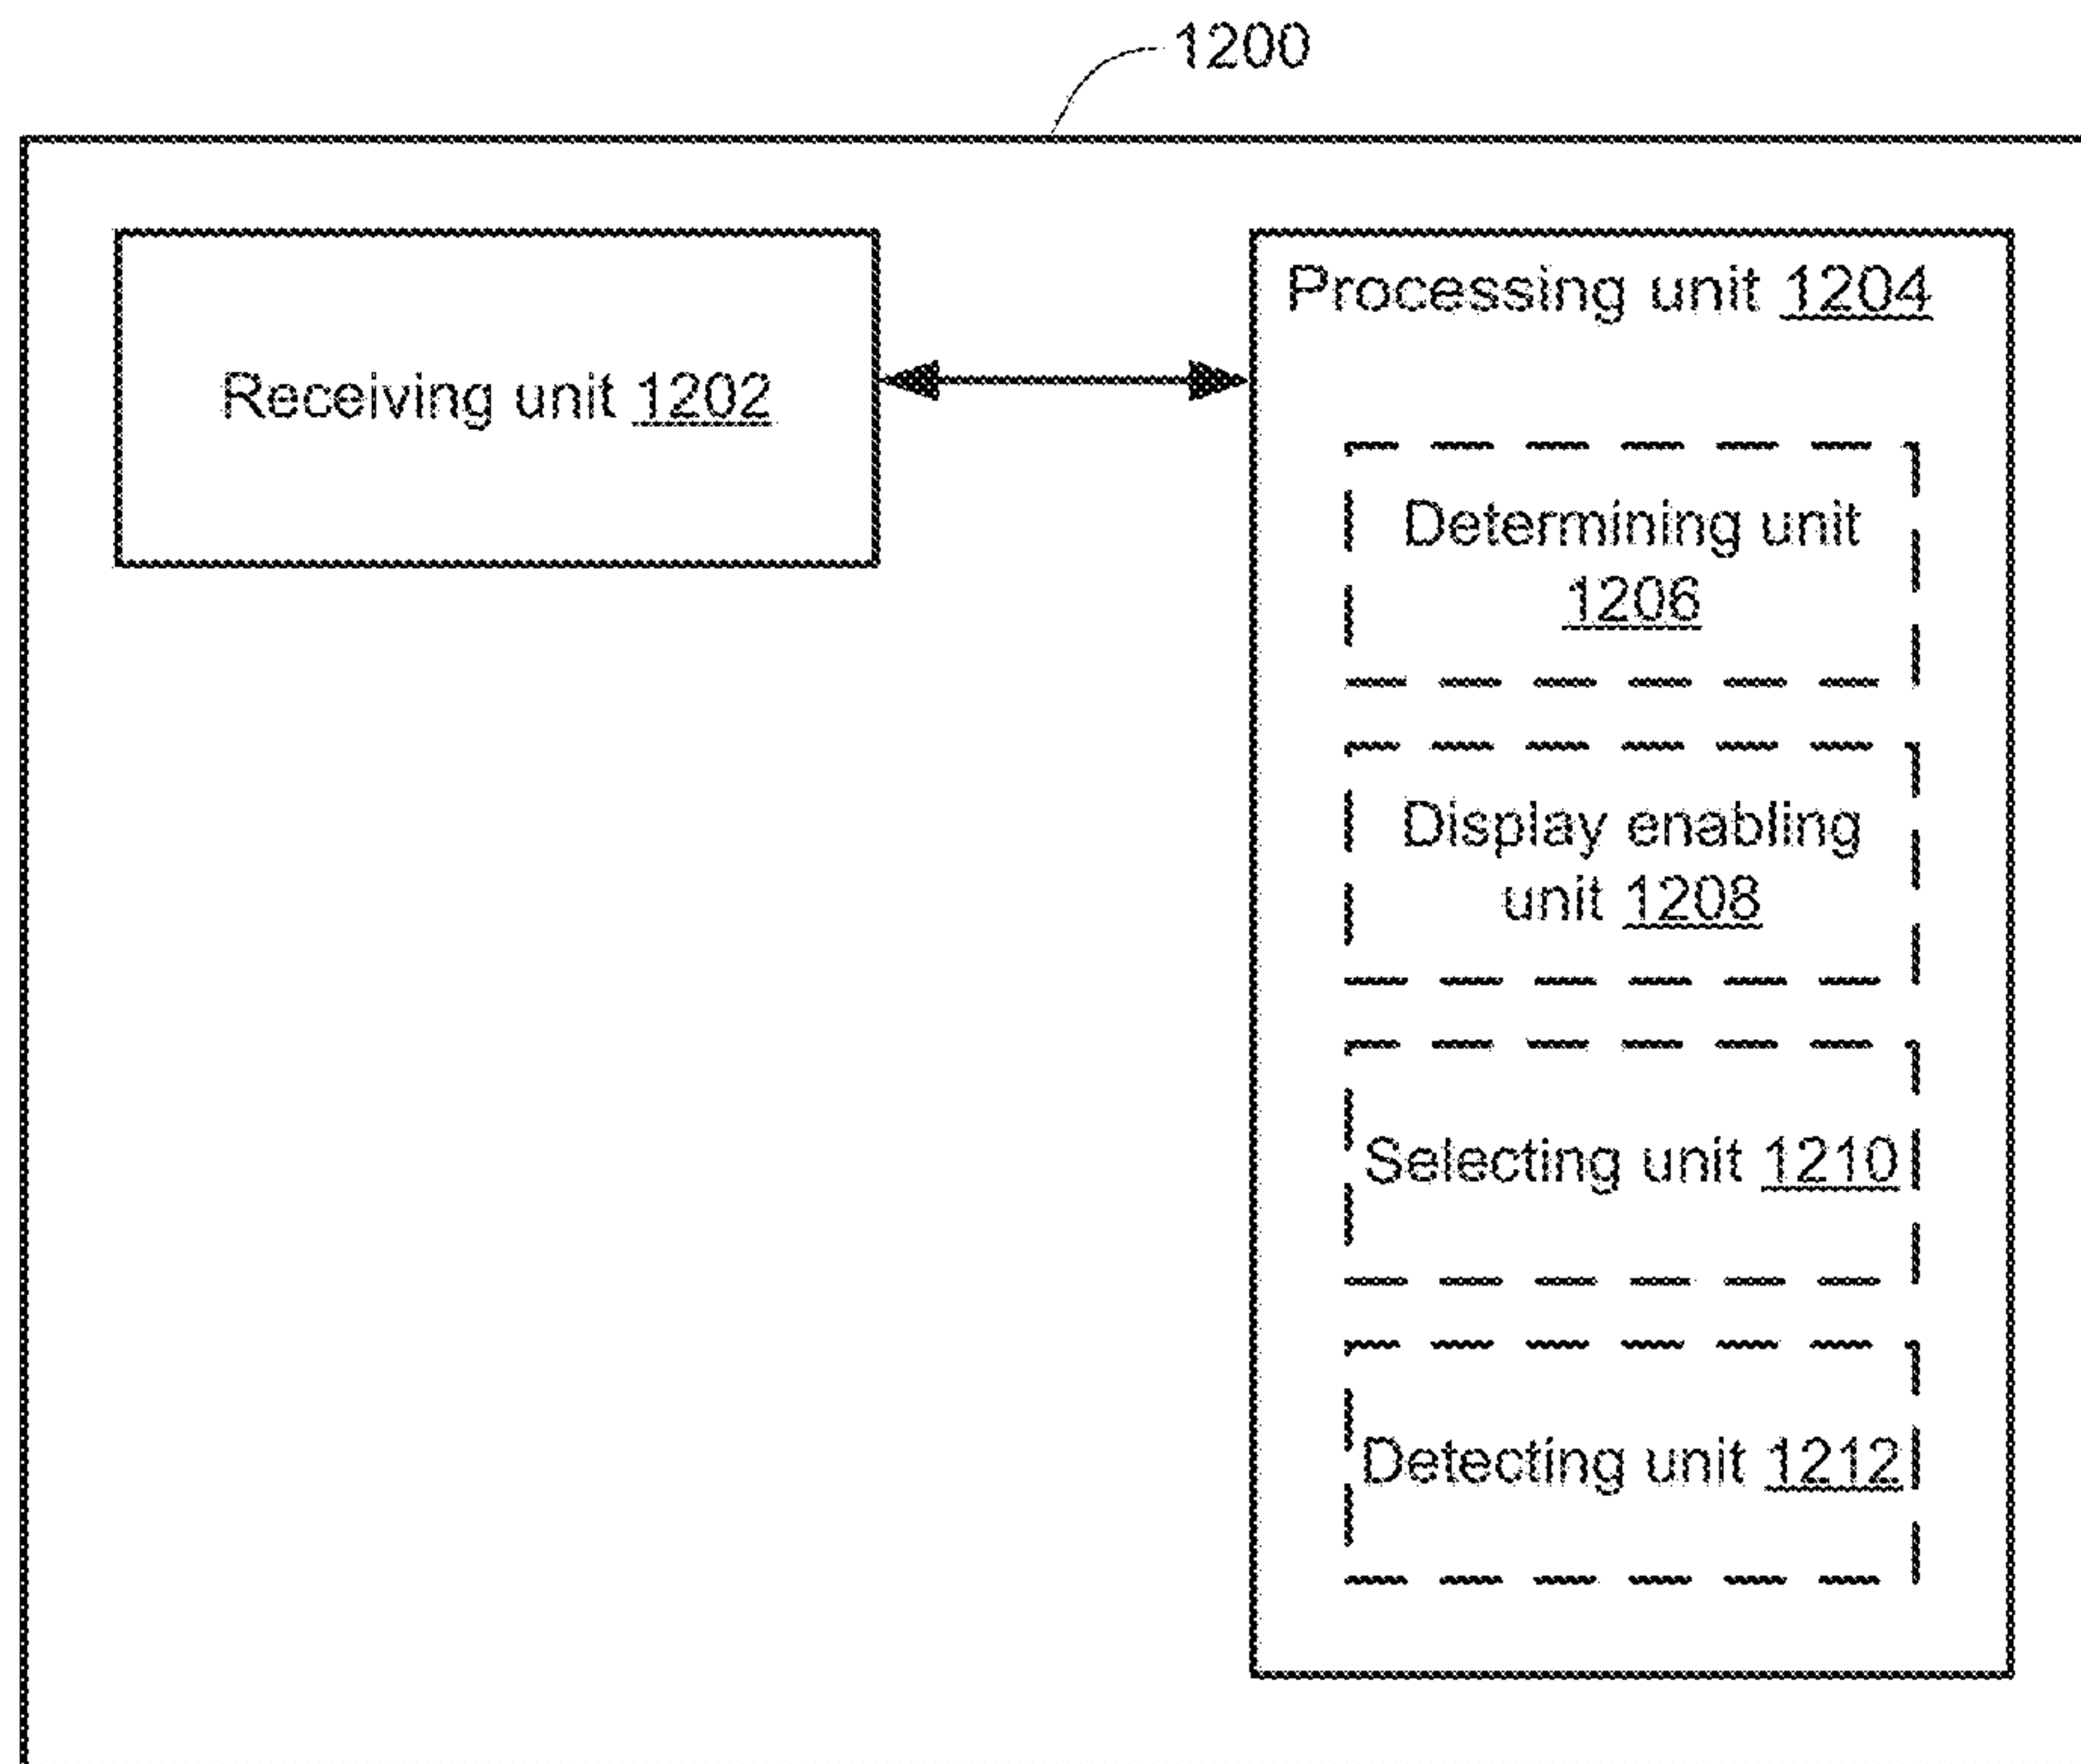 1200
Receiving unit 1202
Processing unit 1204
Determining unit
1206
Display enabling
unit 1208
Selecting unit 1210
Detecting unit 1212